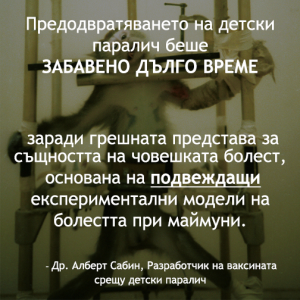 Предодвратяването на детски
паралич беше
ЗАБАВЕНО ДЪЛГО ВРЕМЕ
заради грешната представа за
същността на човешката болест,
основана на подвеждащи
експериментални модели на
болестта при маймуни.
- Др. Алберт Сабин, Разработчик на ваксината
срещу детски паралич